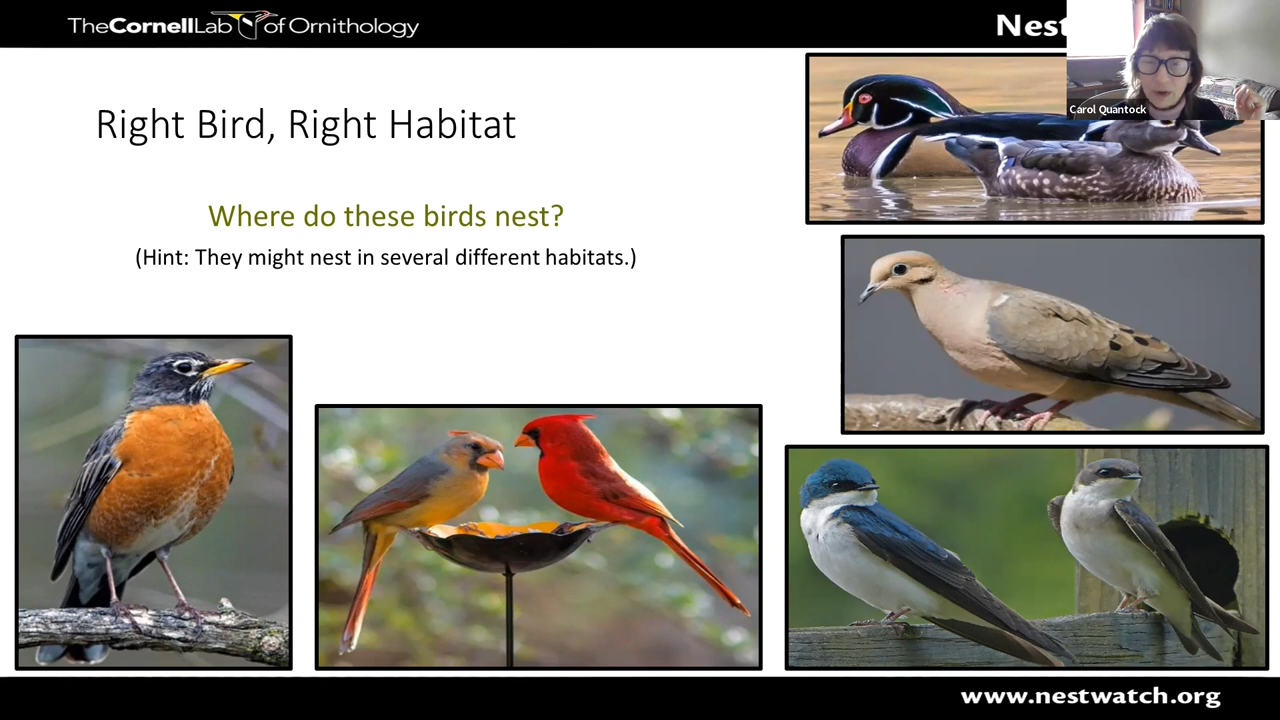 TheCornellLab of Ornithology
Nest
Carol Quantock
Right Bird, Right Habitat
Where do these birds nest?
(Hint: They might nest in several different habitats.)
www.nestwatch.org